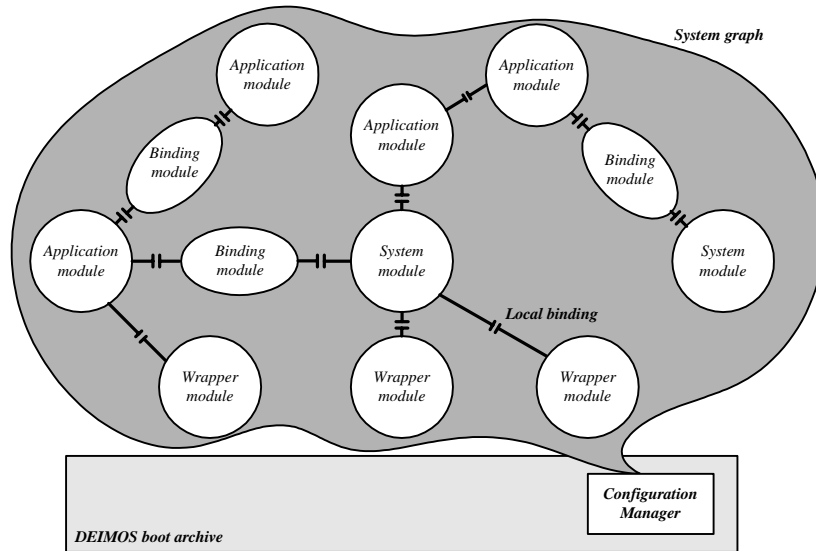 System graph
Application
module
Application
module
Application
module
Binding
module
Binding
module
Application
module
Binding
module
System
module
System
module
Local binding
Wrapper
module
Wrapper
module
Wrapper
module
Configuration
Manager
DEIMOS boot archive